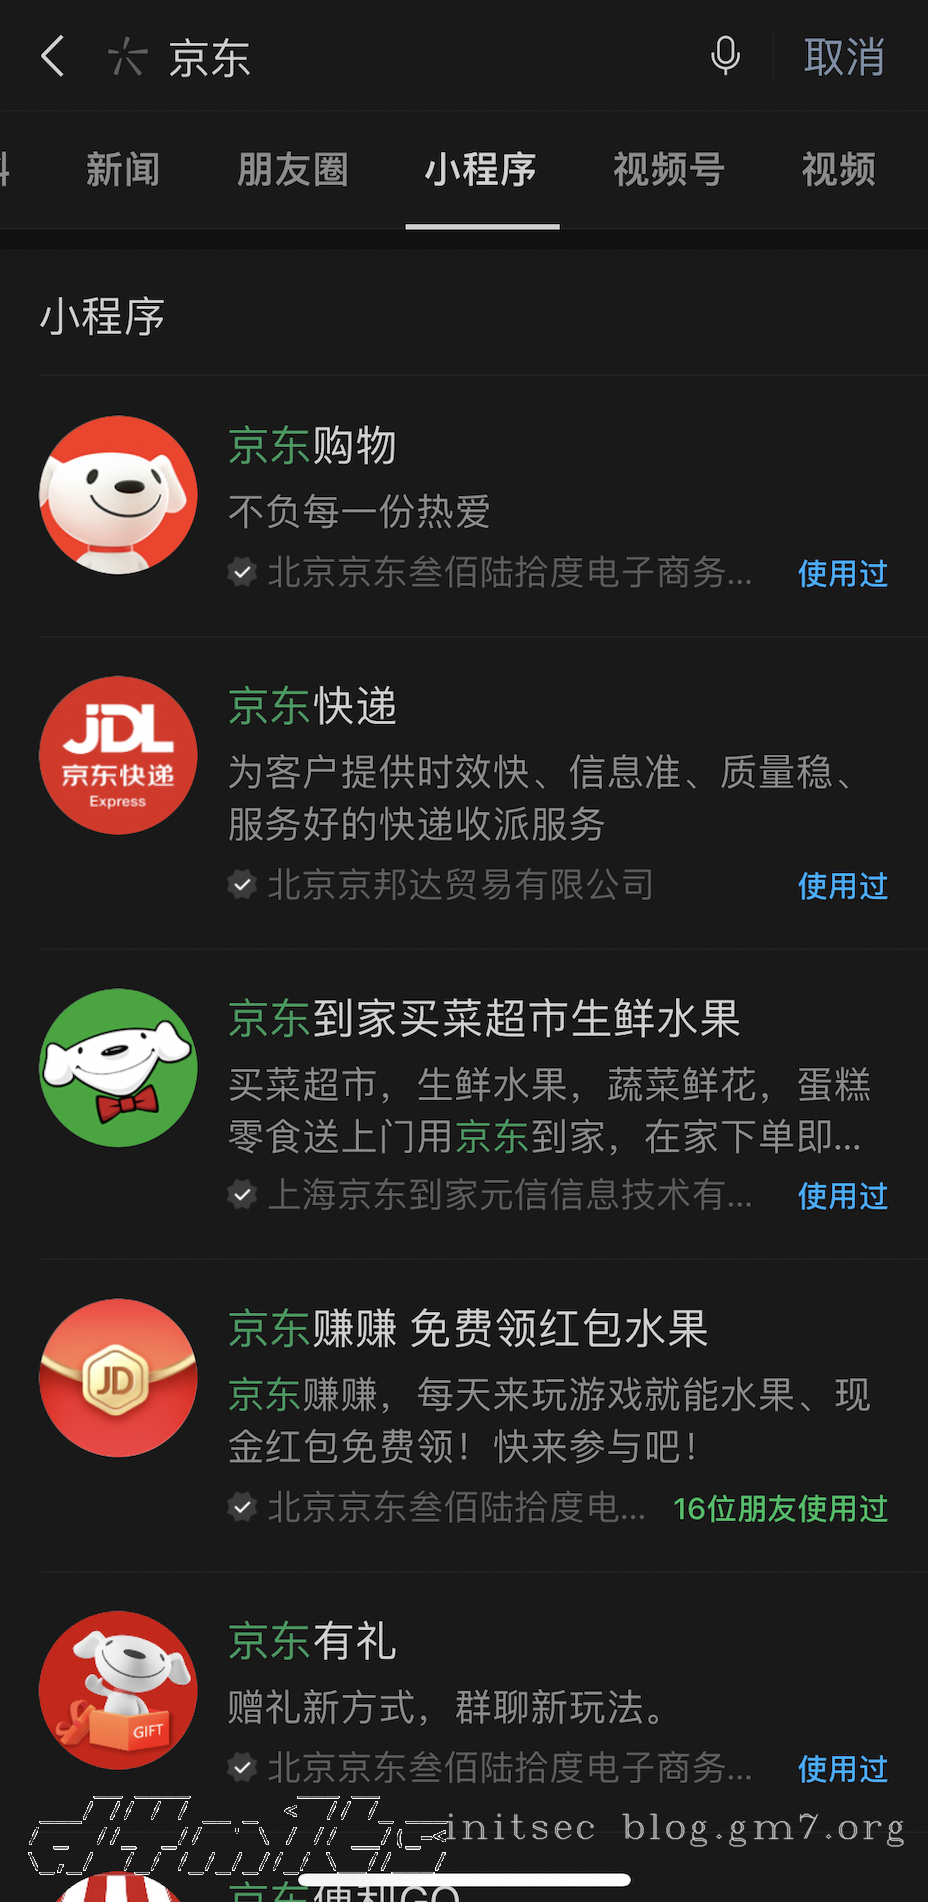 京东
取消
新闻 朋友圈 小程序 视频号 视频
小程序
京东购物
不负每一份热爱
北京京东叁佰陆拾度电子商务... 使用过
JDL
京东快递
Express
京东快递
为客户提供时效快、信息准、质量稳、
服务好的快递收派服务
北京京邦达贸易有限公司 使用过
京东到家买菜超市生鲜水果
买菜超市，生鲜水果，蔬菜鲜花，蛋糕
零食送上门用京东到家，在家下单即...
上海京东到家元信信息技术有... 使用过
JD
京东赚赚 免费领红包水果
京东赚赚，每天来玩游戏就能水果、现
金红包免费领！快来参与吧！
北京京东叁佰陆拾度电... 16位朋友使用过
GIFT
京东有礼
赠礼新方式，群聊新玩法。
北京京东叁佰陆拾度电子商务... 使用过
initsec blog.gm7.org
京东便利GO